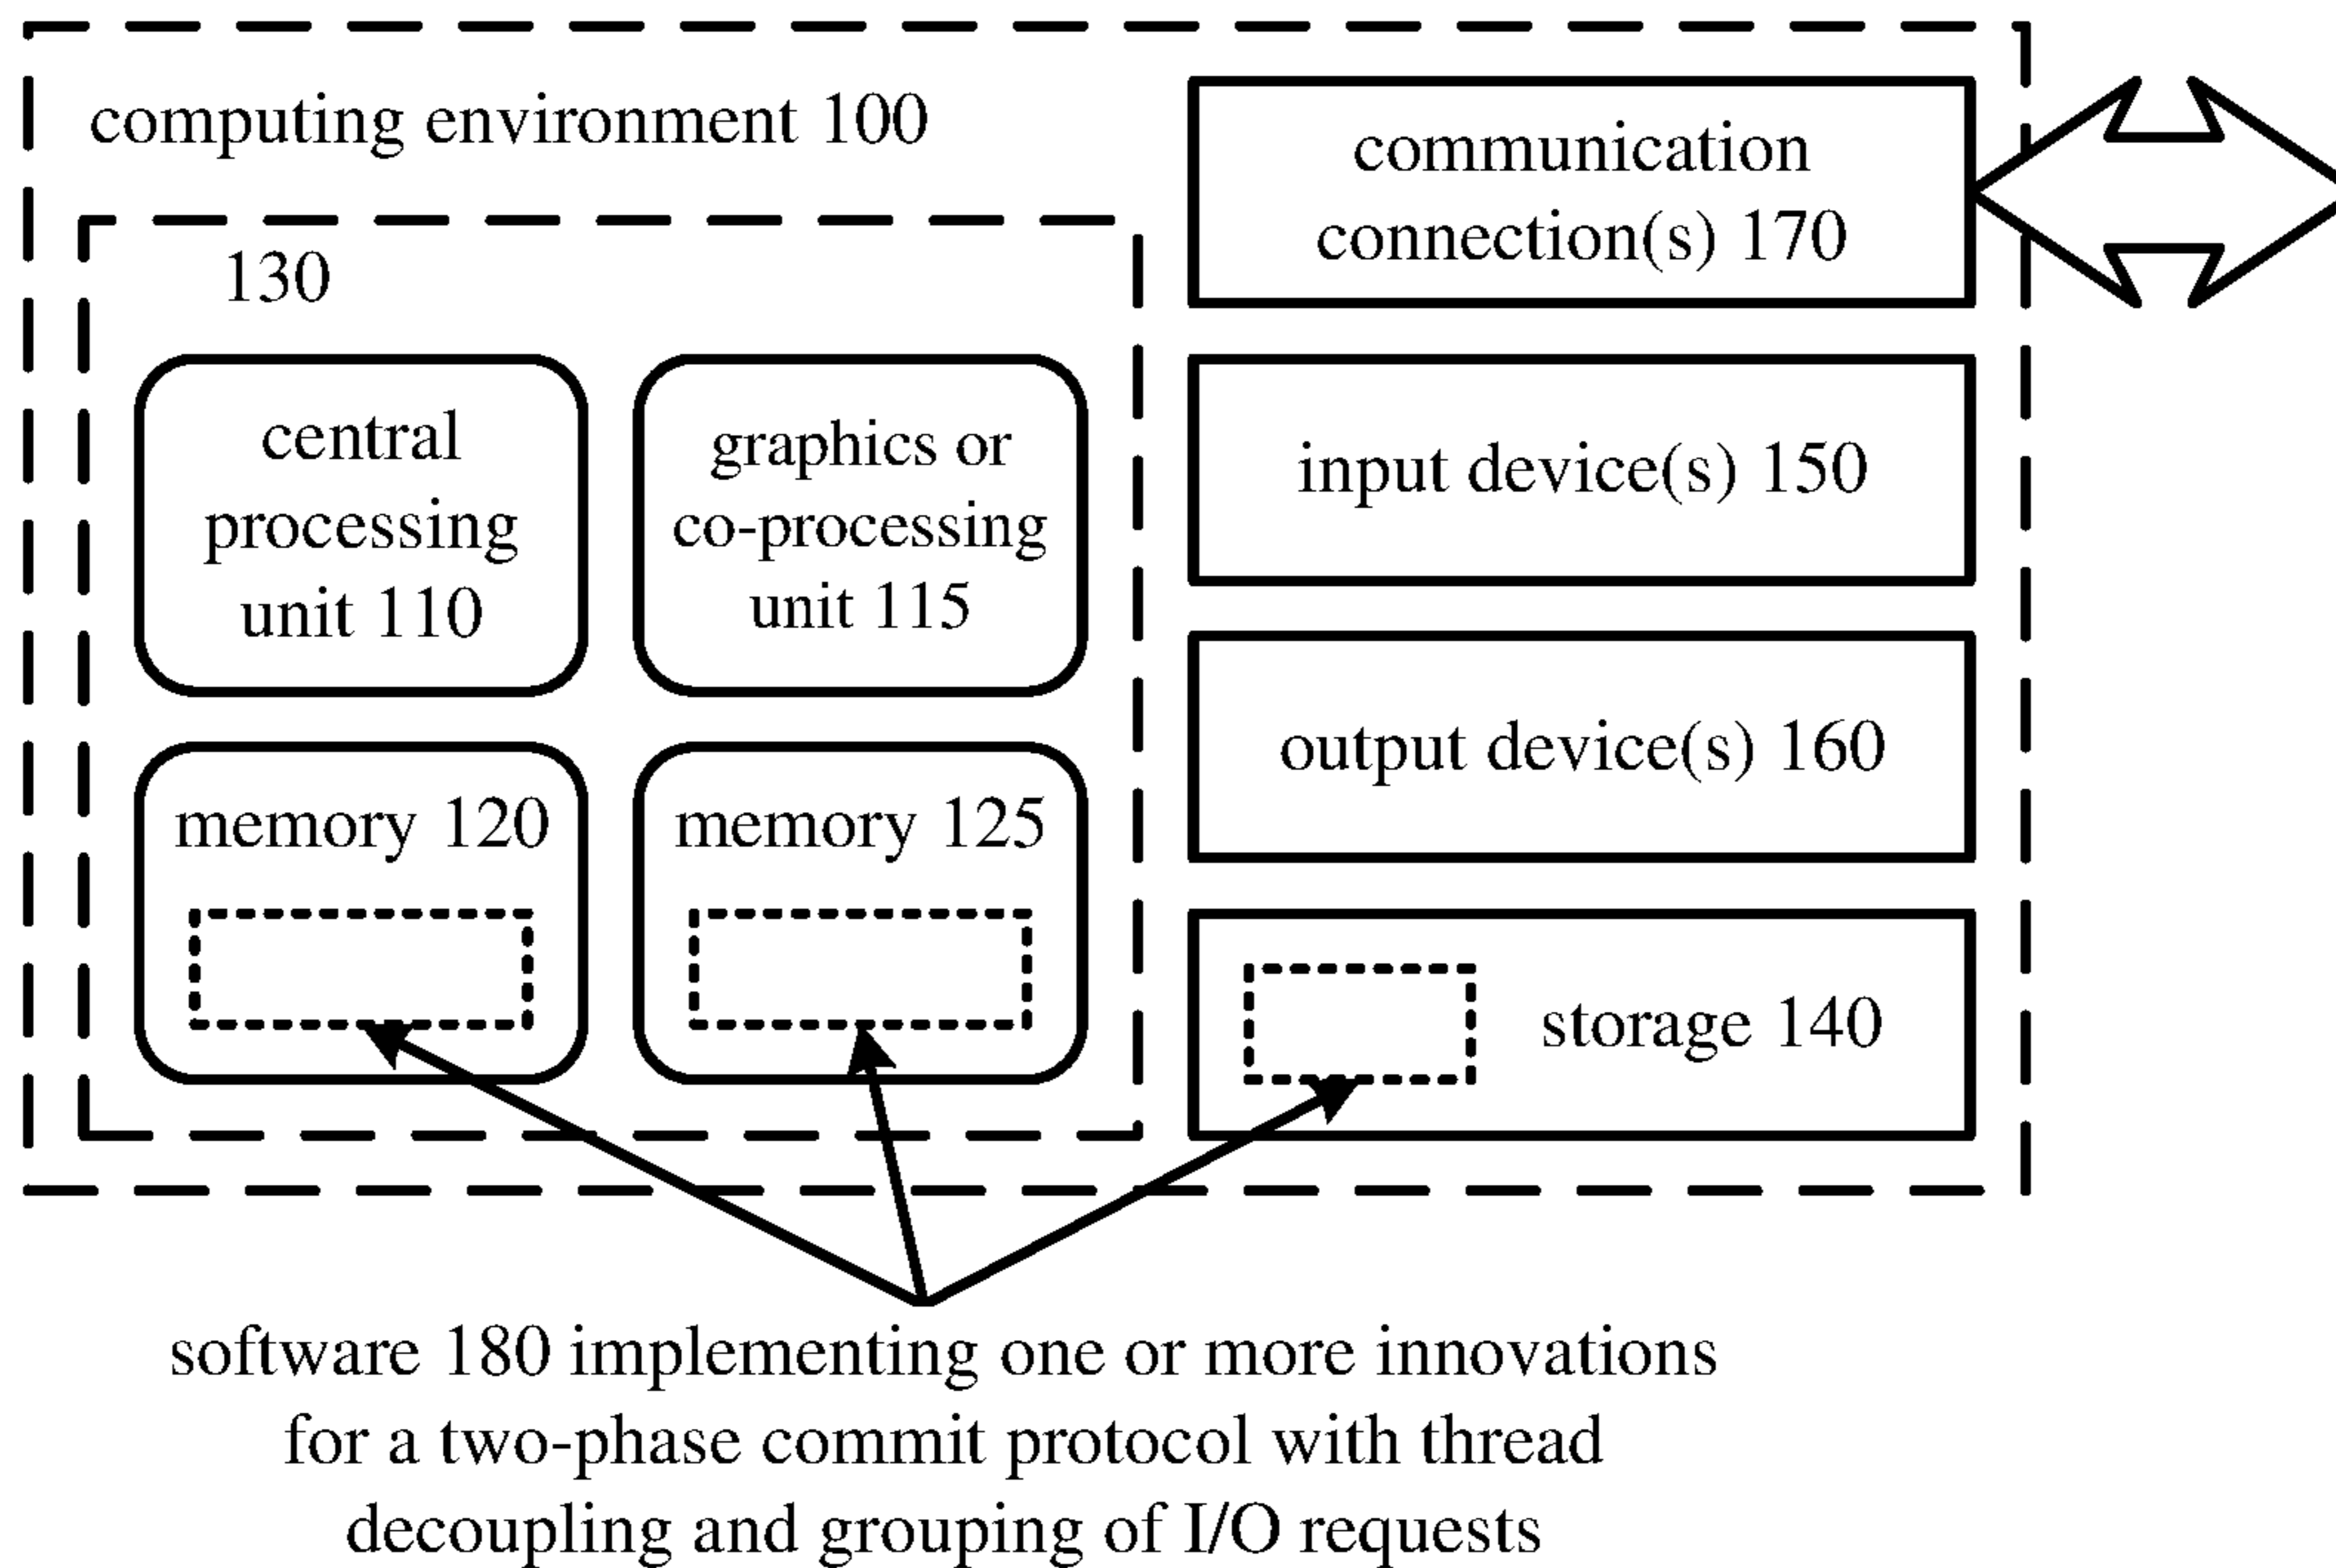 computing environment 100
130
central
processing
unit 110
graphics or
co-processing
unit 115
memory 120
memory 125
communication
connection(s) 170
input device(s) 150
output device(s) 160
storage 140
software 180 implementing one or more innovations
for a two-phase commit protocol with thread
decoupling and grouping of I/O requests